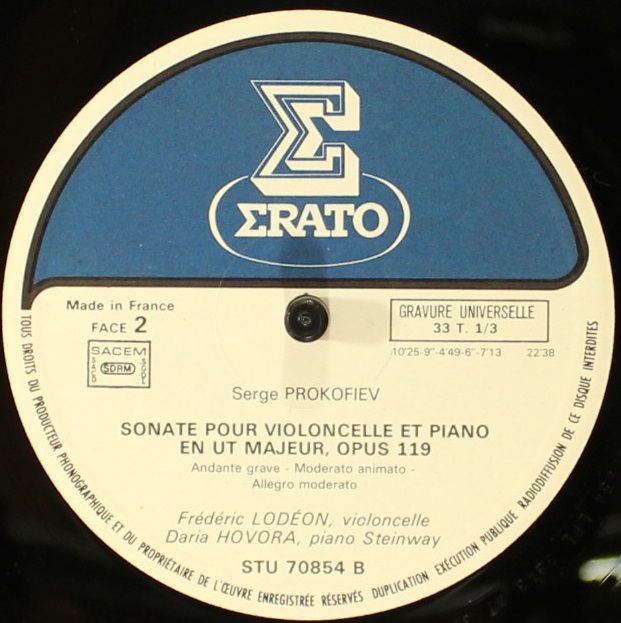 ΣRATO
Made in France
FACE 2
GRAVURE UNIVERSELLE
33 T. 1/3
10'25-9"-4'49-6"-7'13 22'38
SACEM
SACD
SDRM
SGDL
Serge PROKOFIEV
SONATE POUR VIOLONCELLE ET PIANO
EN UT MAJEUR, OPUS 119
Andante grave - Moderato animato -
Allegro moderato
Frédéric LODÉON, violoncelle
Daria HOVORA, piano Steinway
STU 70854 B
TOUS DROITS DU PRODUCTEUR PHONOGRAPHIQUE ET DU PROPRIÉTAIRE DE L'ŒUVRE ENREGISTRÉE RÉSERVÉS DUPLICATION EXÉCUTION PUBLIQUE RADIODIFFUSION DE CE DISQUE INTERDITES